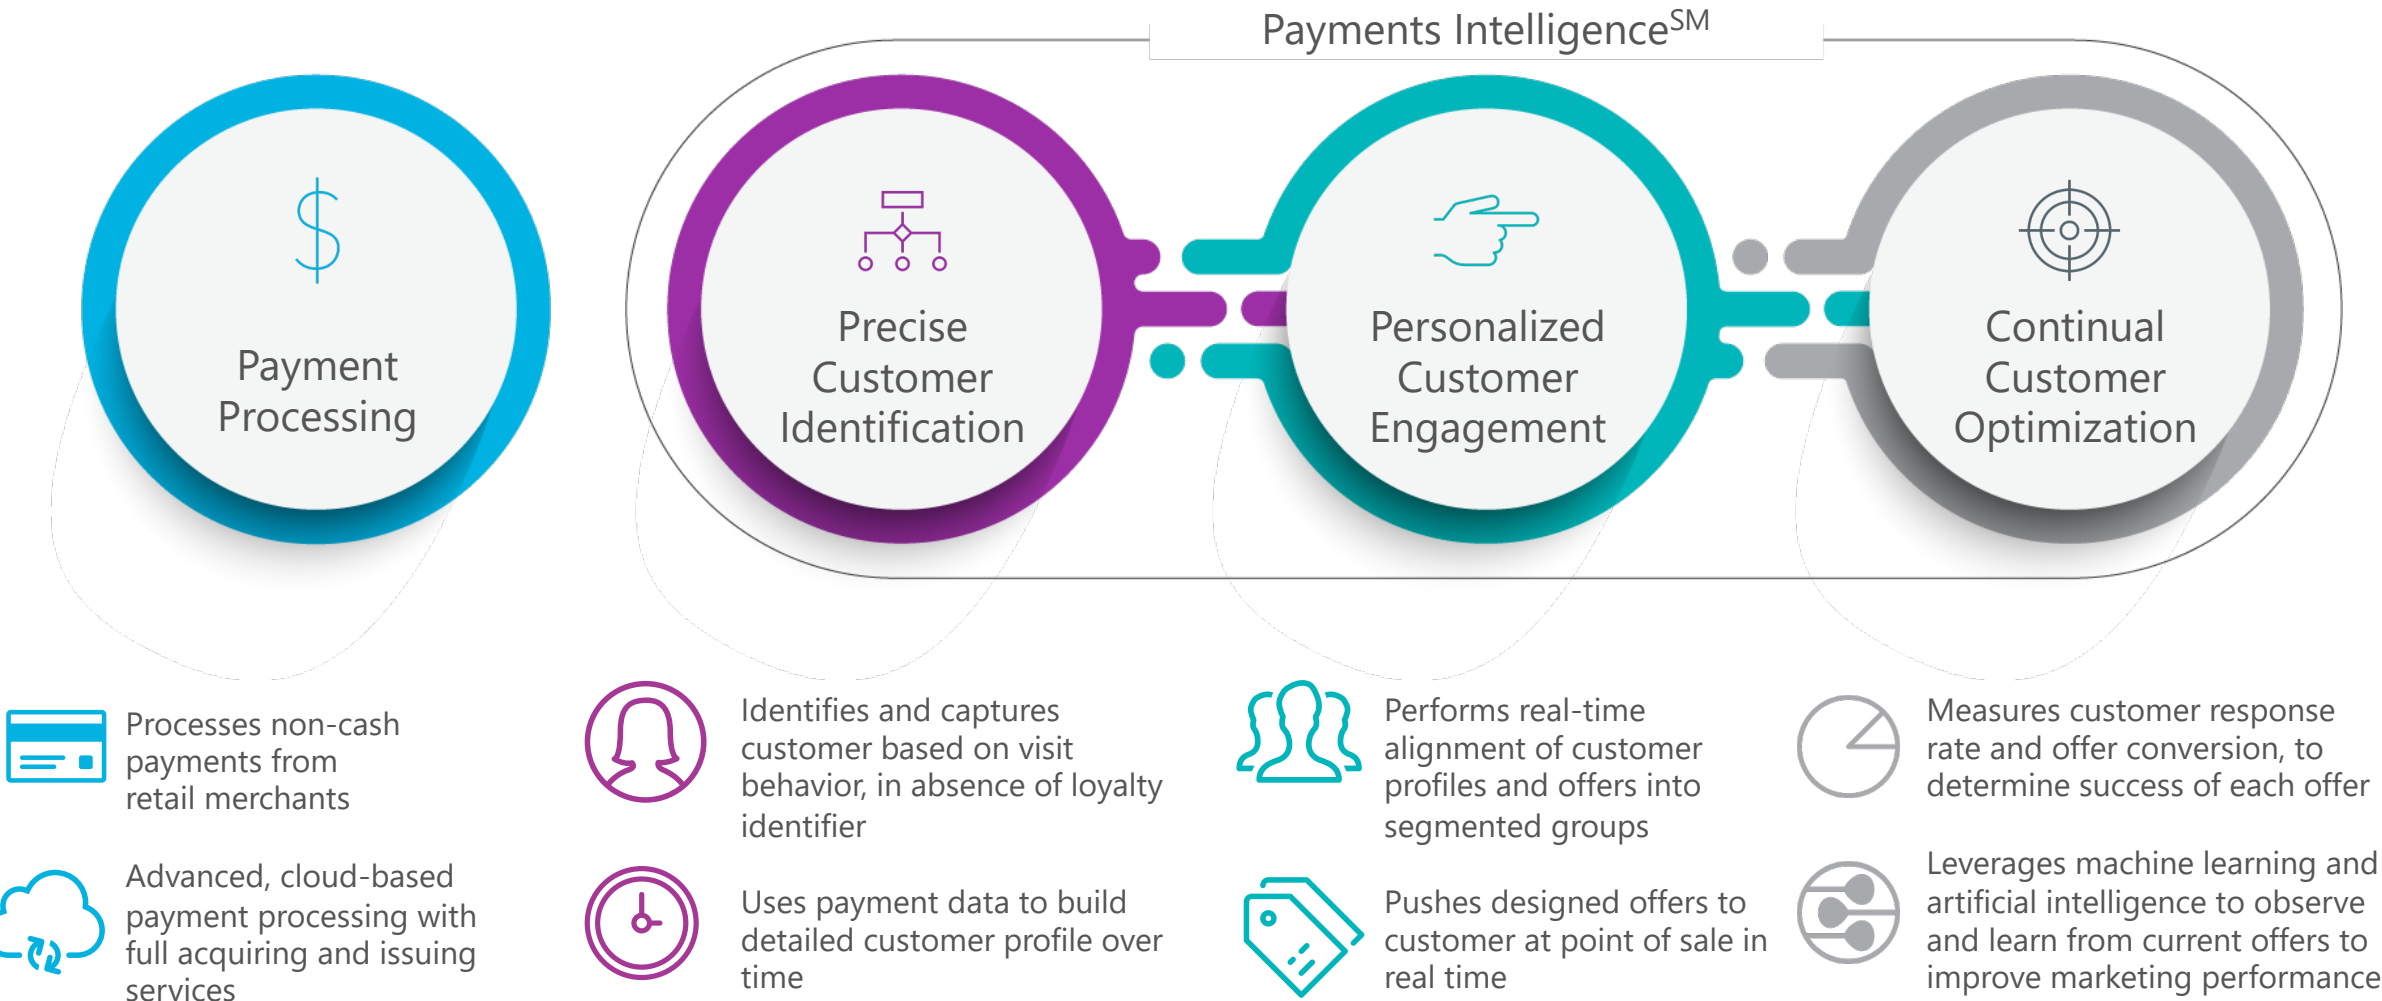 Payments Intelligence℠
Payment
Processing
Precise
Customer
Identification
Personalized
Customer
Engagement
Continual
Customer
Optimization
Processes non-cash
payments from
retail merchants
Advanced, cloud-based
payment processing with
full acquiring and issuing
services
Identifies and captures
customer based on visit
behavior, in absence of loyalty
identifier
Uses payment data to build
detailed customer profile over
time
Performs real-time
alignment of customer
profiles and offers into
segmented groups
Pushes designed offers to
customer at point of sale in
real time
Measures customer response
rate and offer conversion, to
determine success of each offer
Leverages machine learning and
artificial intelligence to observe
and learn from current offers to
improve marketing performance